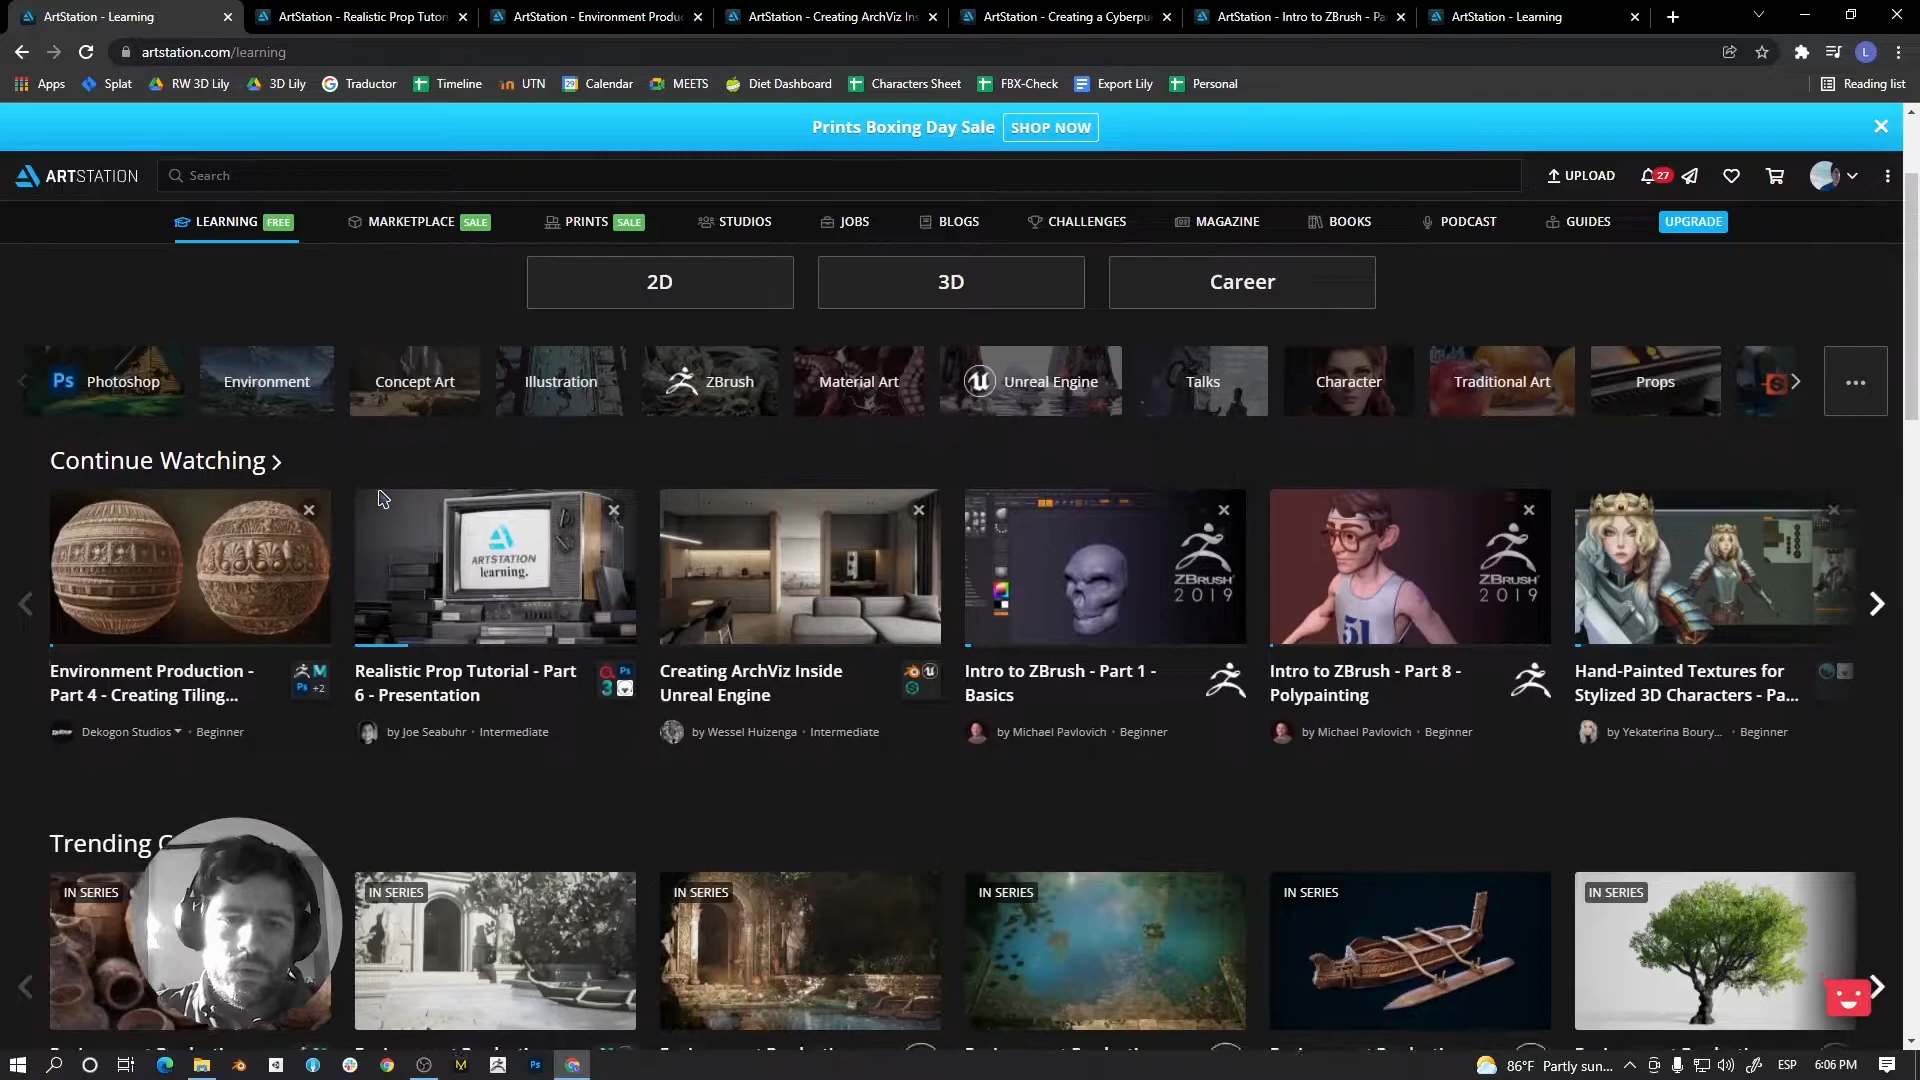 ArtStation - Learning
ArtStation - Realistic Prop Tutori
ArtStation - Environment Produc
ArtStation - Creating ArchViz Ins
ArtStation - Creating a Cyberpu
ArtStation - Intro to ZBrush - Pa
ArtStation - Learning
artstation.com/learning
L
Apps
Splat
RW 3D Lily
3D Lily
Traductor
Timeline
UTN
Calendar
MEETS
Diet Dashboard
Characters Sheet
FBX-Check
Export Lily
Personal
Reading list
Prints Boxing Day Sale SHOP NOW
ARTSTATION
Search
UPLOAD
27
LEARNING FREE
MARKETPLACE SALE
PRINTS SALE
STUDIOS
JOBS
BLOGS
CHALLENGES
MAGAZINE
BOOKS
PODCAST
GUIDES
UPGRADE
2D
3D
Career
Ps Photoshop
Environment
Concept Art
Illustration
ZBrush
Material Art
Unreal Engine
Talks
Character
Traditional Art
Props
Continue Watching
ARTSTATION
learning.
ZBRUSH
2019
51
ZBRUSH
2019
Environment Production -
Part 4 - Creating Tiling...
Ps +2
Dekogon Studios • Beginner
Realistic Prop Tutorial - Part
6 - Presentation
Ps
3
by Joe Seabuhr • Intermediate
Creating ArchViz Inside
Unreal Engine
by Wessel Huizenga • Intermediate
Intro to ZBrush - Part 1 -
Basics
by Michael Pavlovich • Beginner
Intro to ZBrush - Part 8 -
Polypainting
by Michael Pavlovich • Beginner
Hand-Painted Textures for
Stylized 3D Characters - Pa...
by Yekaterina Boury... • Beginner
Trending
IN SERIES
IN SERIES
IN SERIES
IN SERIES
IN SERIES
IN SERIES
86°F Partly sun...
ESP
6:06 PM